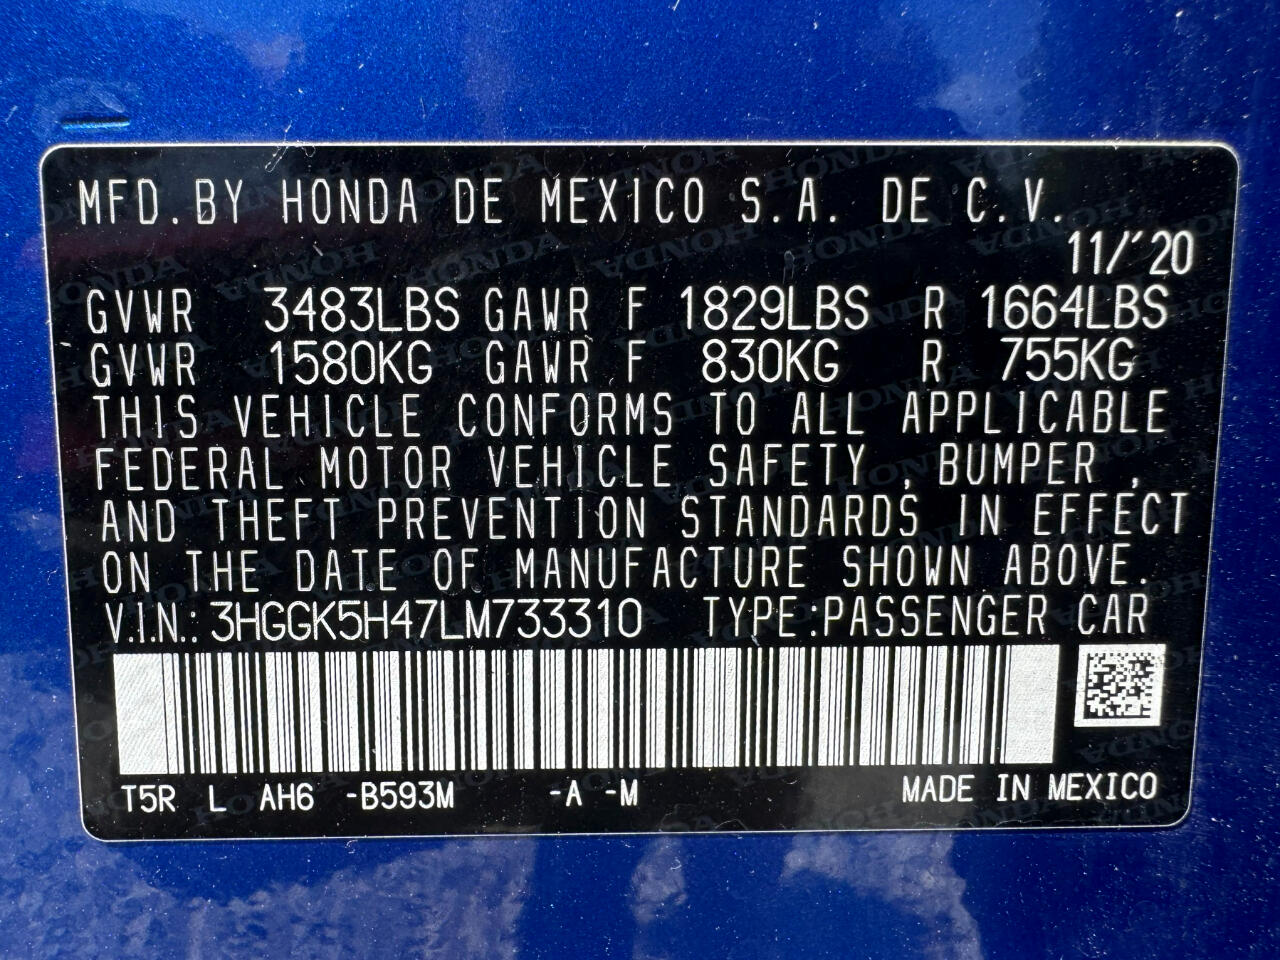 MFD.BY HONDA DE MEXICO S.A. DE C.V.
11/'20
GVWR 3483LBS GAWR F 1829LBS R 1664LBS
GVWR 1580KG GAWR F 830KG R 755KG
THIS VEHICLE CONFORMS TO ALL APPLICABLE
FEDERAL MOTOR VEHICLE SAFETY , BUMPER ,
AND THEFT PREVENTION STANDARDS IN EFFECT
ON THE DATE OF MANUFACTURE SHOWN ABOVE.
V.I.N.: 3HGGK5H47LM733310 TYPE:PASSENGER CAR
T5R L AH6 -B593M -A -M MADE IN MEXICO